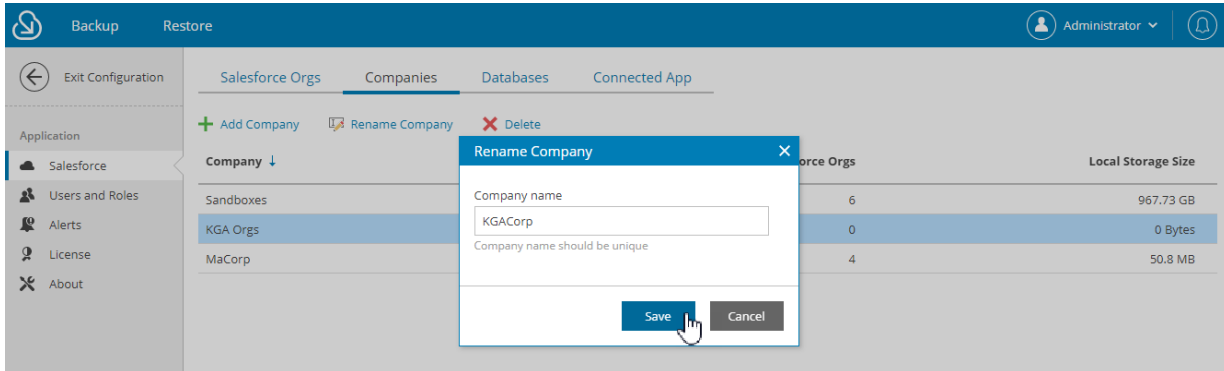 Backup Restore Administrator
Exit Configuration
Salesforce Orgs Companies Databases Connected App
Application
Add Company Rename Company Delete
Salesforce
Users and Roles
Alerts
License
About
Company ↓ orce Orgs Local Storage Size
Sandboxes 6 967.73 GB
KGA Orgs 0 0 Bytes
MaCorp 4 50.8 MB
Rename Company
Company name
KGACorp
Company name should be unique
Save Cancel